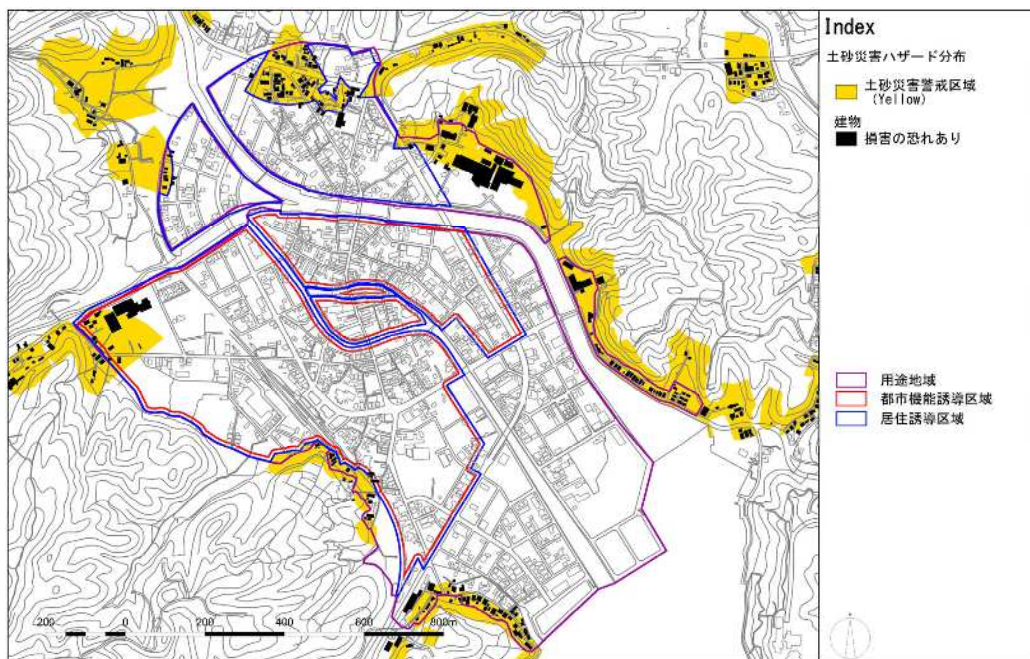 Index
土砂災害ハザード分布
土砂災害警戒区域
(Yellow)
建物
損害の恐れあり
用途地域
都市機能誘導区域
居住誘導区域
200 0 200 400 600 800m